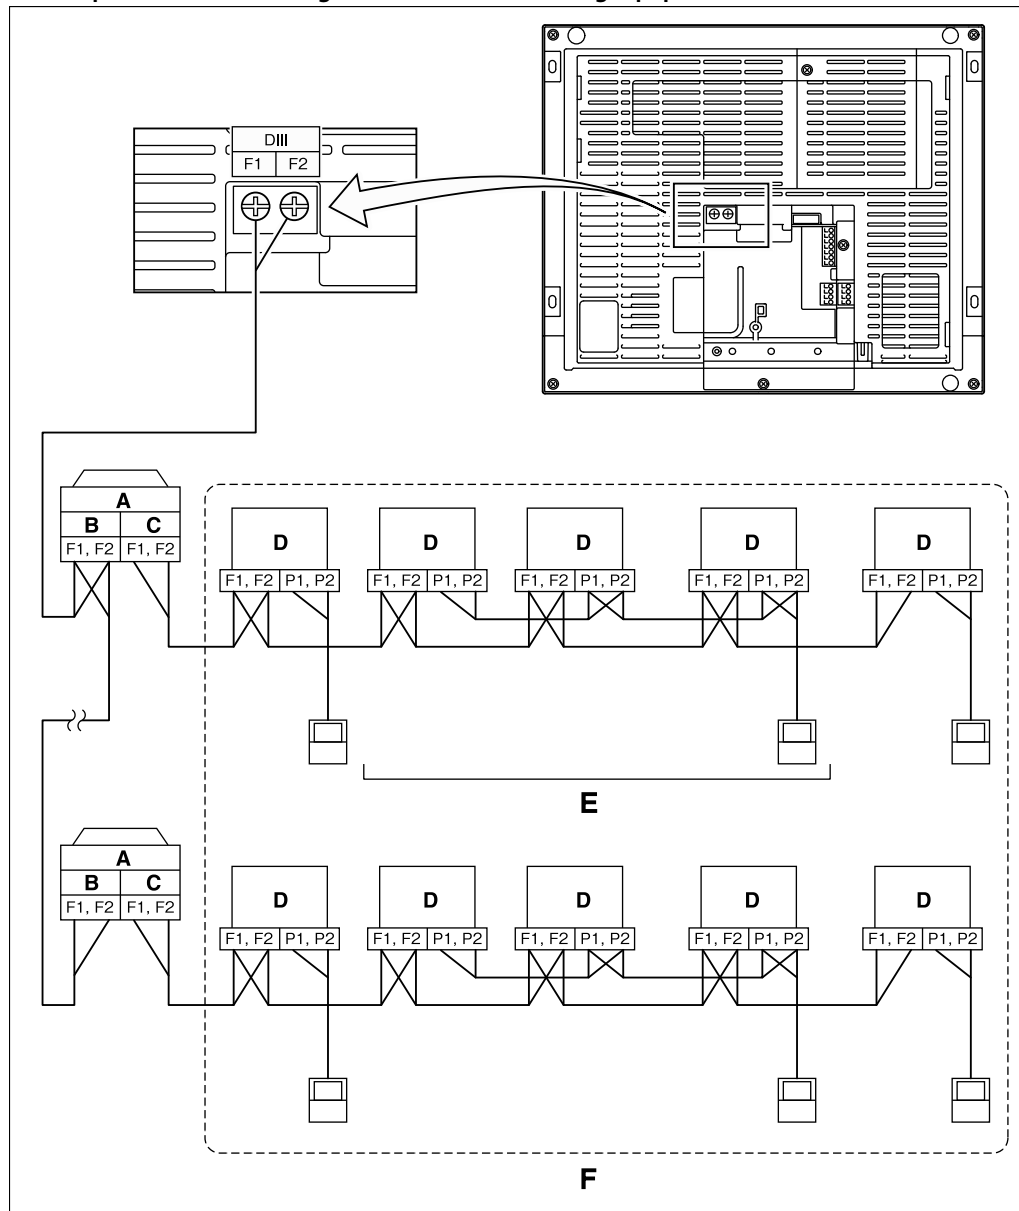 DIII
F1 F2
A
B C
F1, F2 F1, F2
D D D D D
F1, F2 P1, P2 F1, F2 P1, P2 F1, F2 P1, P2 F1, F2 P1, P2 F1, F2 P1, P2
E
A
B C
F1, F2 F1, F2
D D D D D
F1, F2 P1, P2 F1, F2 P1, P2 F1, F2 P1, P2 F1, F2 P1, P2 F1, F2 P1, P2
F